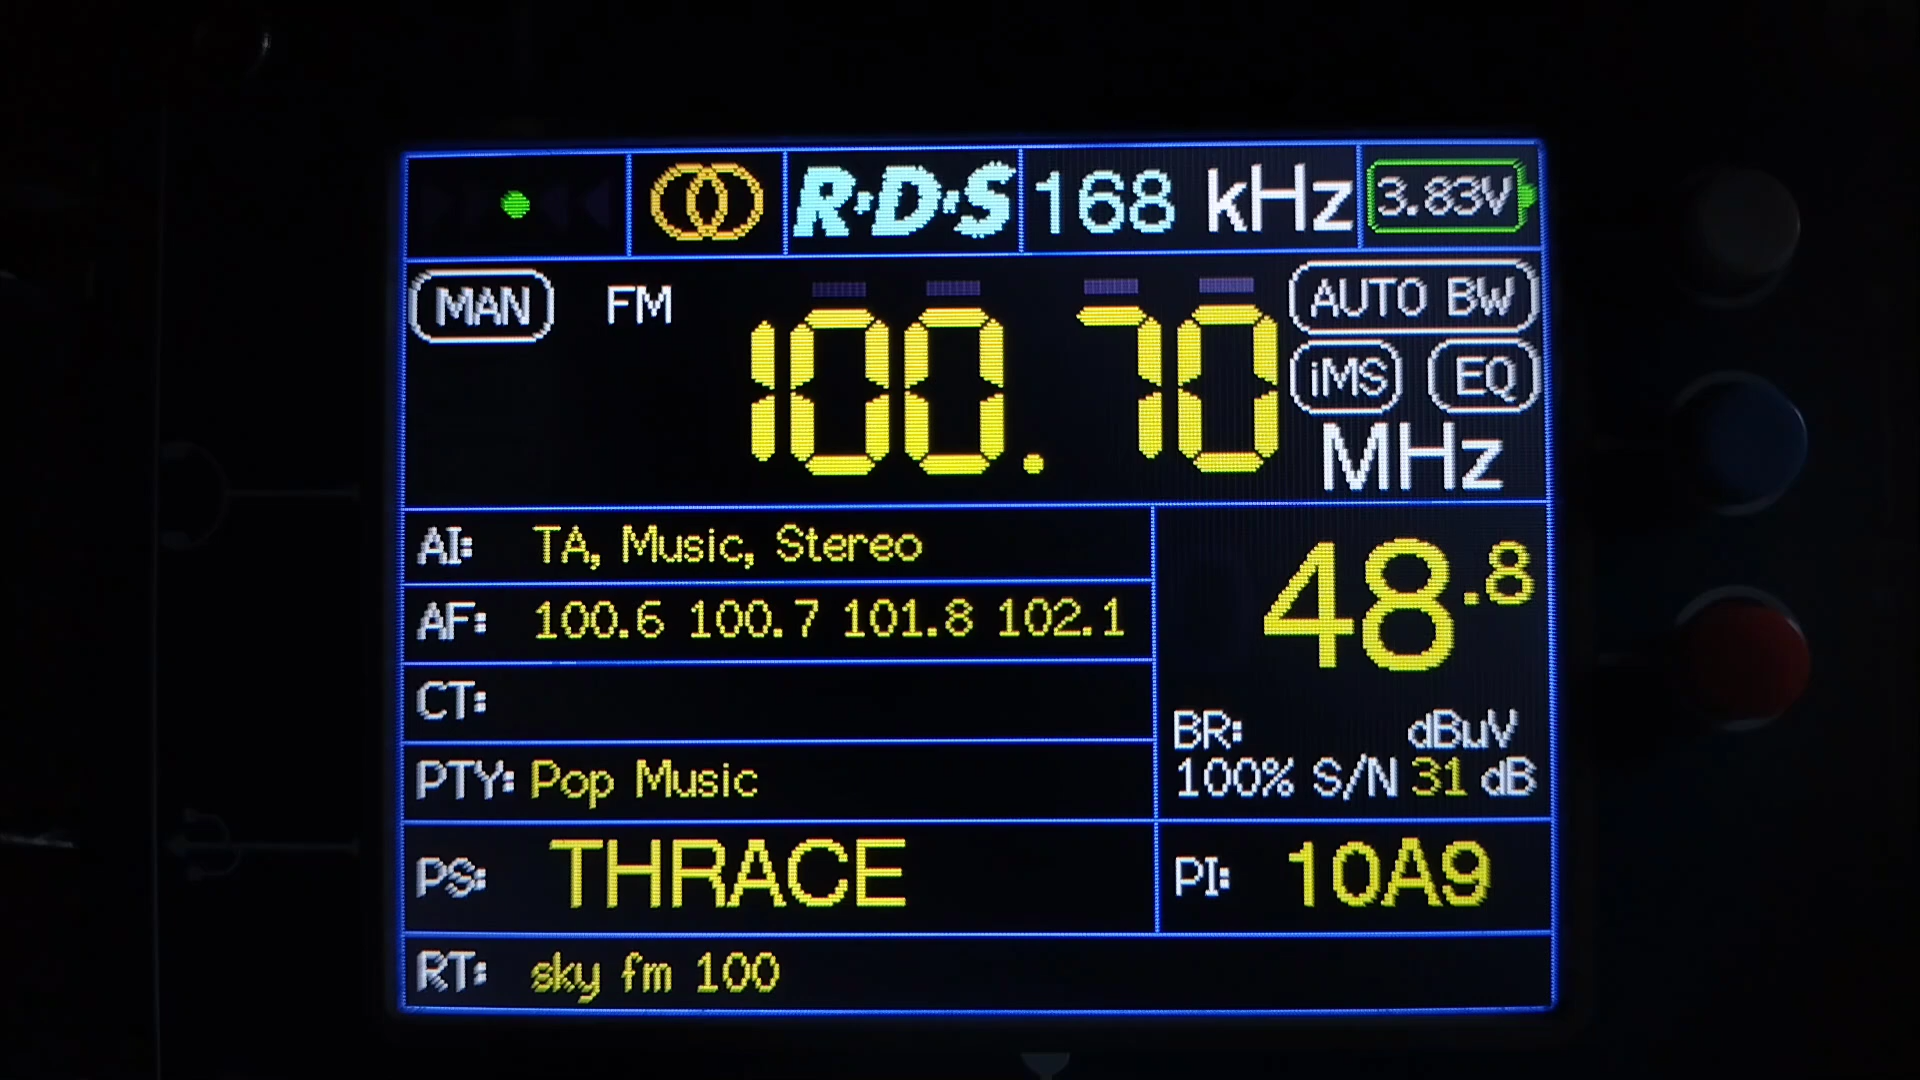 R·D·S 168 kHz 3.83V
MAN FM 100.70 AUTO BW
iMS EQ
MHz
AI: TA, Music, Stereo
48.8
AF: 100.6 100.7 101.8 102.1
CT:
BR: dBuV
100% S/N 31 dB
PTY: Pop Music
PS: THRACE PI: 10A9
RT: sky fm 100